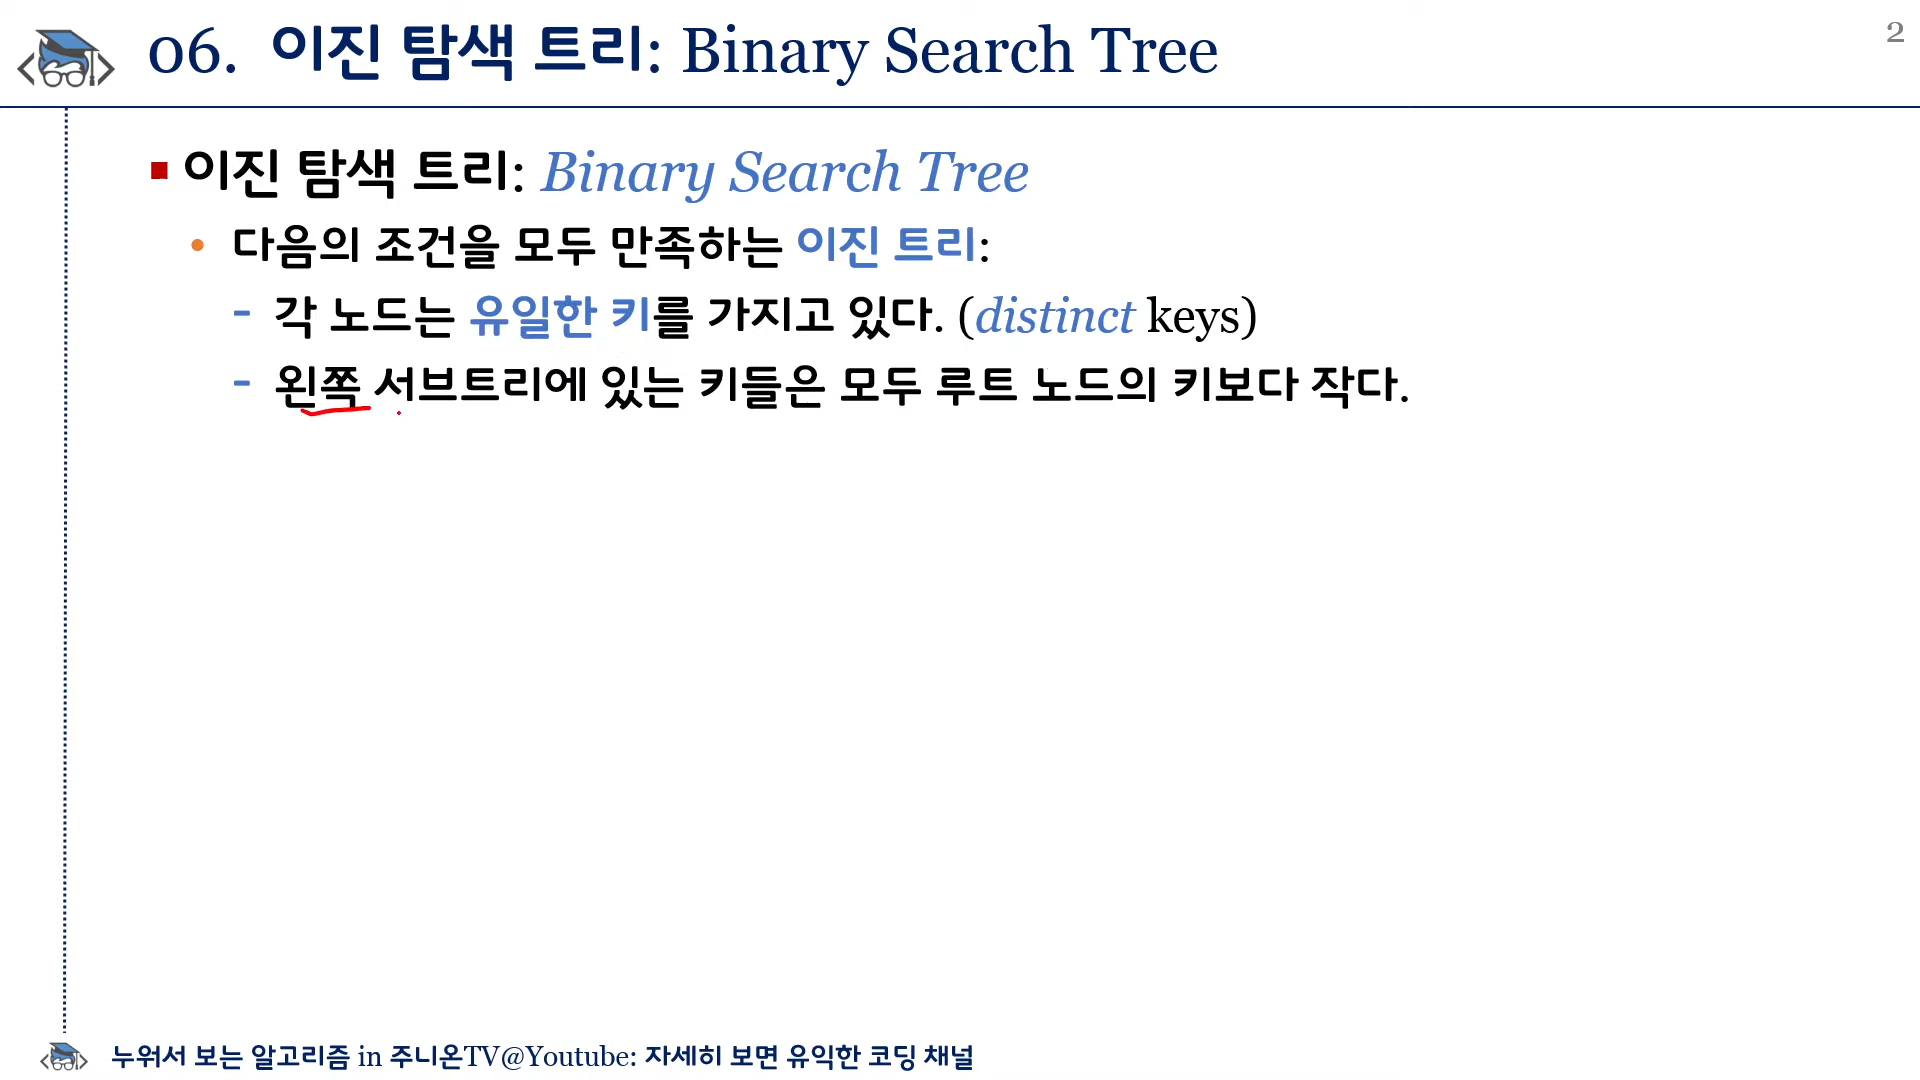 06. 이진 탐색 트리: Binary Search Tree
2
이진 탐색 트리: Binary Search Tree
다음의 조건을 모두 만족하는 이진 트리:
- 각 노드는 유일한 키를 가지고 있다. (distinct keys)
- 왼쪽 서브트리에 있는 키들은 모두 루트 노드의 키보다 작다.
누워서 보는 알고리즘 in 주니온TV@Youtube: 자세히 보면 유익한 코딩 채널